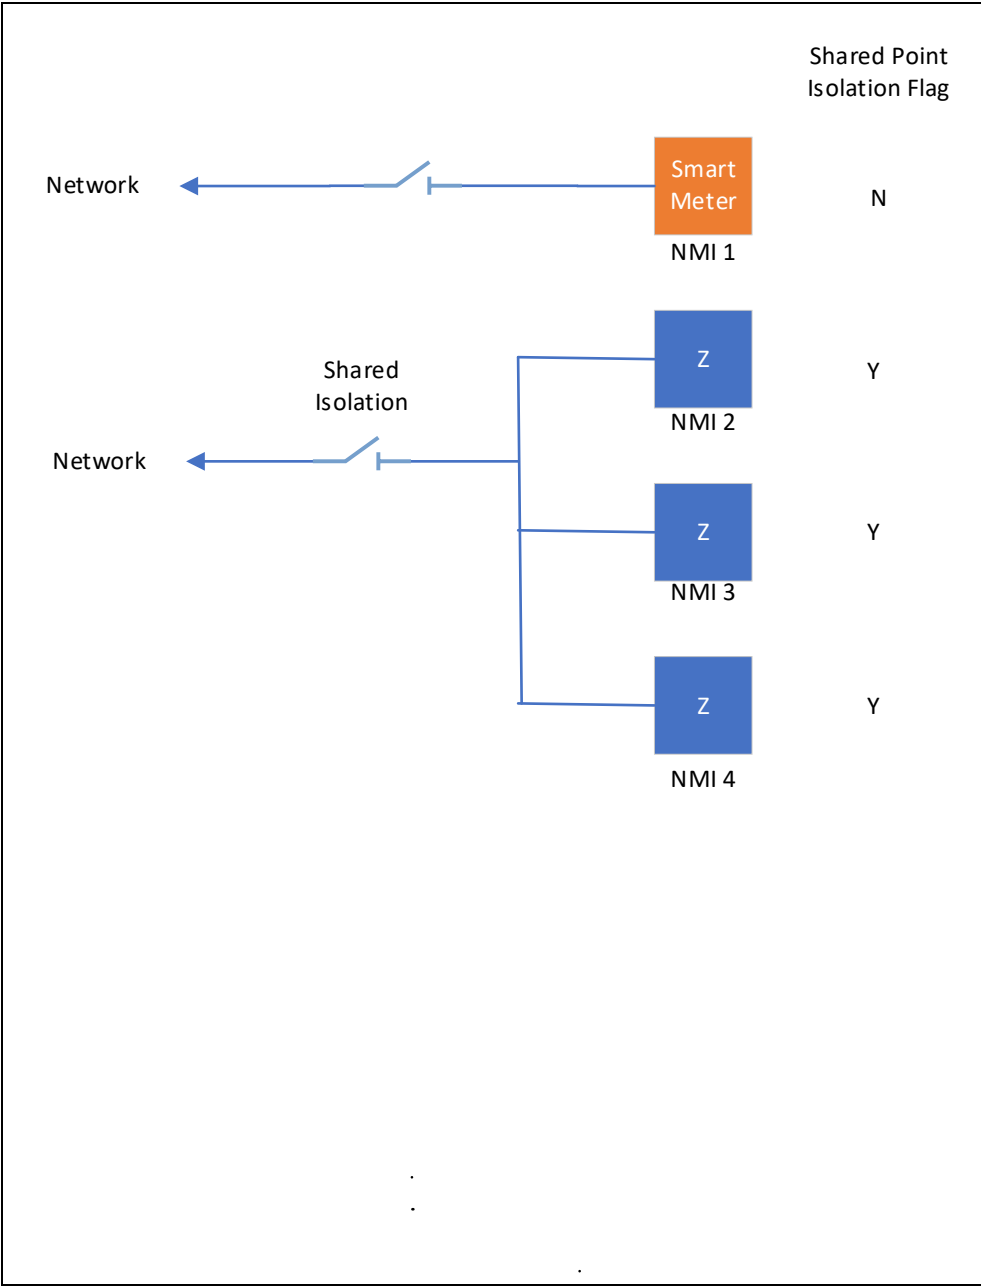 Shared Point
Isolation Flag
Smart
Meter
Network
N
NMI 1
Z
Y
Shared
Isolation
NMI 2
Network
Z
Y
NMI 3
Z
Y
NMI 4